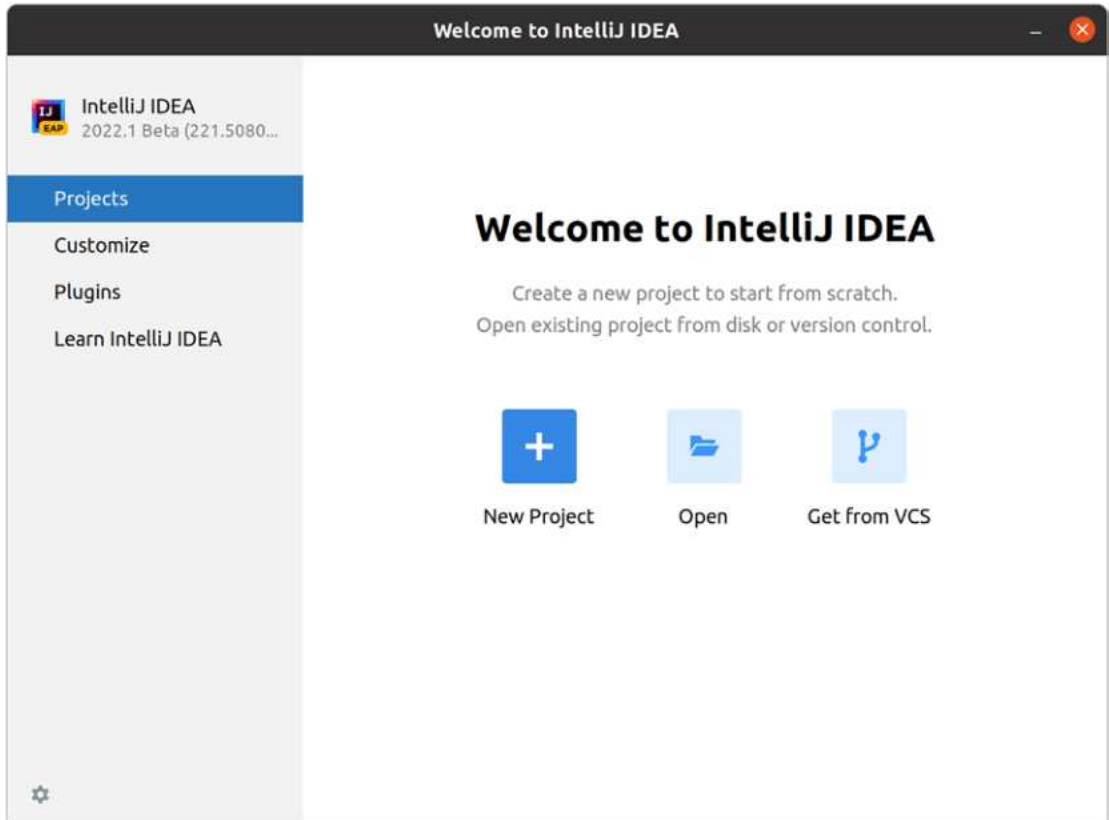 Welcome to IntelliJ IDEA
IJ
EAP
IntelliJ IDEA
2022.1 Beta (221.5080...
Projects
Customize
Plugins
Learn IntelliJ IDEA
Welcome to IntelliJ IDEA
Create a new project to start from scratch.
Open existing project from disk or version control.
New Project
Open
Get from VCS